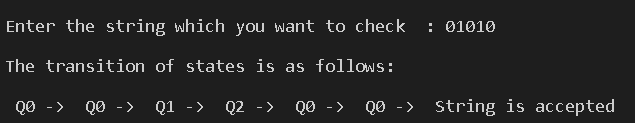 Enter the string which you want to check  : 01010
The transition of states is as follows:
Q0 ->  Q0 ->  Q1 ->  Q2 ->  Q0 ->  Q0 ->  String is accepted